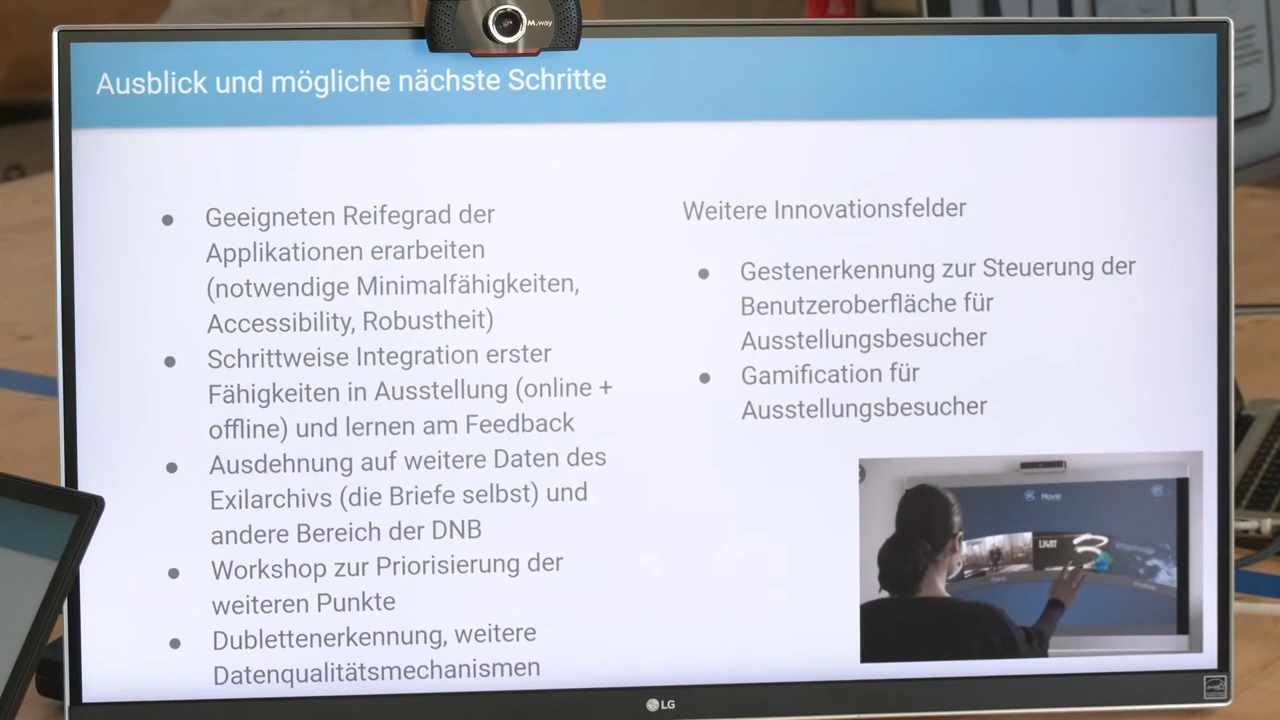 M.way
Ausblick und mögliche nächste Schritte
● Geeigneten Reifegrad der
Applikationen erarbeiten
(notwendige Minimalfähigkeiten,
Accessibility, Robustheit)
● Schrittweise Integration erster
Fähigkeiten in Ausstellung (online +
offline) und lernen am Feedback
● Ausdehnung auf weitere Daten des
Exilarchivs (die Briefe selbst) und
andere Bereich der DNB
● Workshop zur Priorisierung der
weiteren Punkte
● Dublettenerkennung, weitere
Datenqualitätsmechanismen
Weitere Innovationsfelder
● Gestenerkennung zur Steuerung der
Benutzeroberfläche für
Ausstellungsbesucher
● Gamification für
Ausstellungsbesucher
Movie
LIGHT
LG